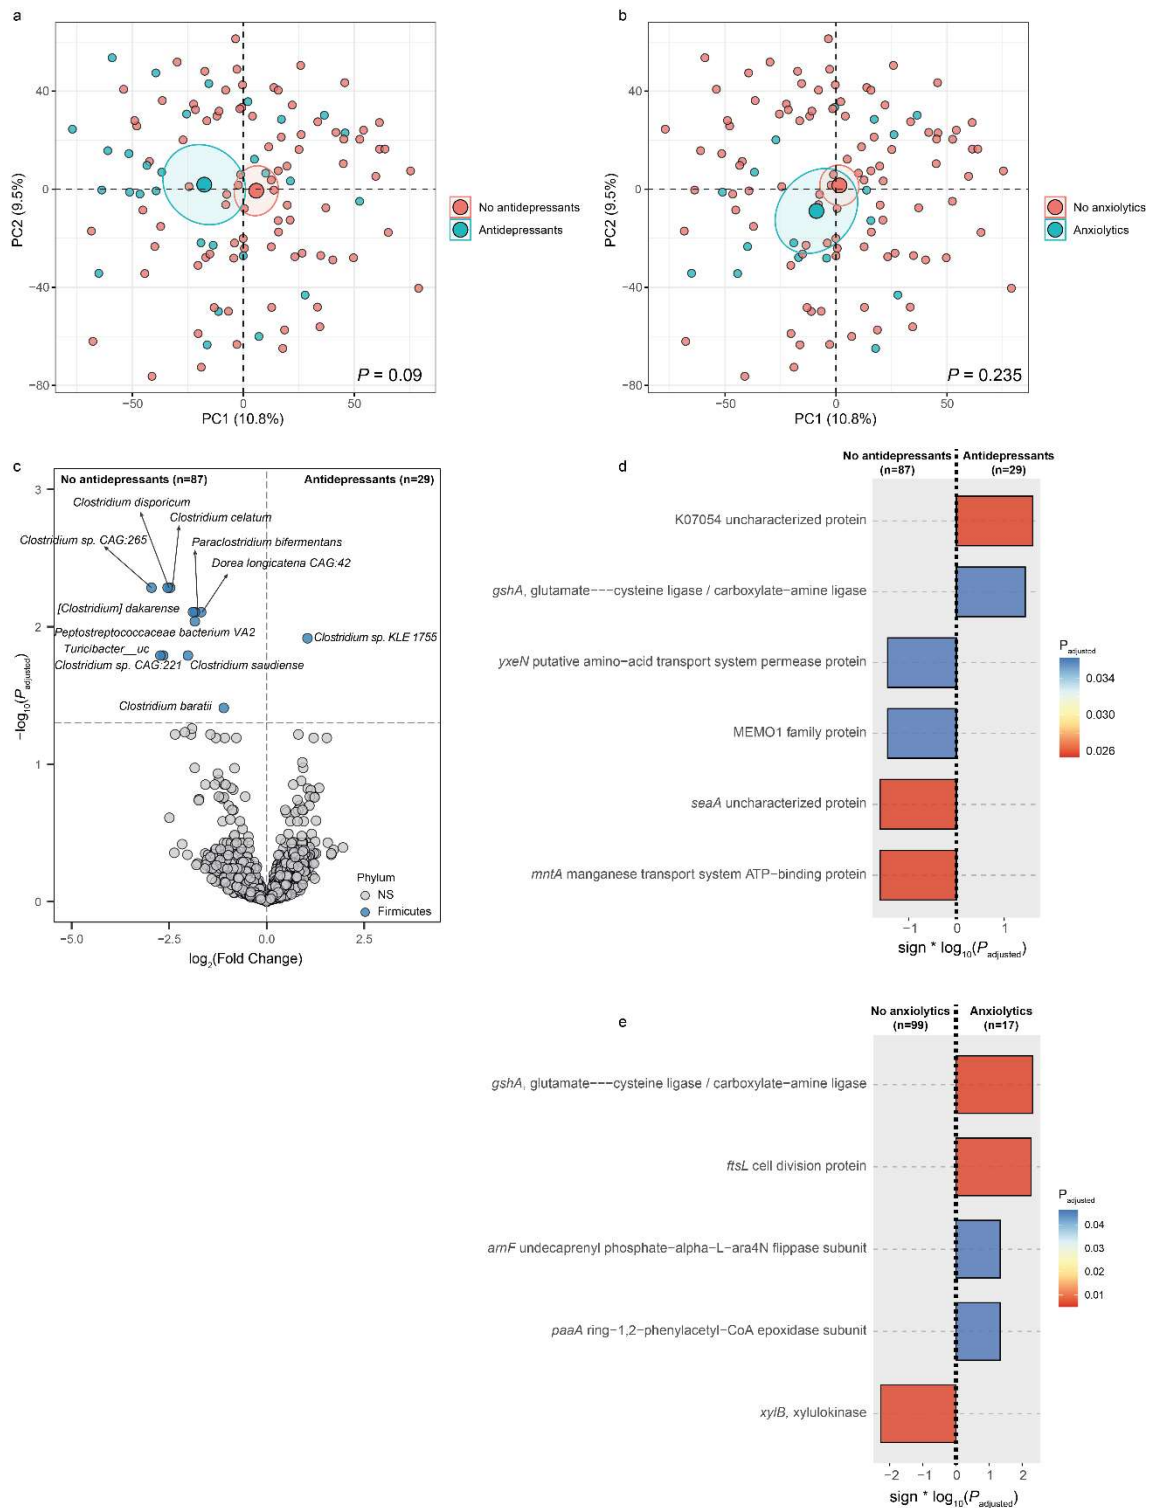 a
PC2 (9.5%)
40
0
−40
−80
−50
0
50
PC1 (10.8%)
P = 0.09
No antidepressants
Antidepressants
b
PC2 (9.5%)
40
0
−40
−80
−50
0
50
PC1 (10.8%)
P = 0.235
No anxiolytics
Anxiolytics
c
No antidepressants (n=87)
Antidepressants (n=29)
Clostridium disporicum
Clostridium celatum
Clostridium sp. CAG:265
Paraclostridium bifermentans
Dorea longicatena CAG:42
[Clostridium] dakarense
Peptostreptococcaceae bacterium VA2
Clostridium sp. KLE 1755
Turicibacter__uc
Clostridium sp. CAG:221
Clostridium saudiense
Clostridium baratii
−log10(Padjusted)
3
2
1
0
Phylum
NS
Firmicutes
−5.0
−2.5
0.0
2.5
log2(Fold Change)
d
No antidepressants
(n=87)
Antidepressants
(n=29)
K07054 uncharacterized protein
gshA, glutamate−−−cysteine ligase / carboxylate−amine ligase
yxeN putative amino−acid transport system permease protein
MEMO1 family protein
seaA uncharacterized protein
mntA manganese transport system ATP−binding protein
−1
0
1
sign * log10(Padjusted)
Padjusted
0.034
0.030
0.026
e
No anxiolytics
(n=99)
Anxiolytics
(n=17)
gshA, glutamate−−−cysteine ligase / carboxylate−amine ligase
ftsL cell division protein
arnF undecaprenyl phosphate−alpha−L−ara4N flippase subunit
paaA ring−1,2−phenylacetyl−CoA epoxidase subunit
xylB, xylulokinase
−2
−1
0
1
2
sign * log10(Padjusted)
Padjusted
0.04
0.03
0.02
0.01